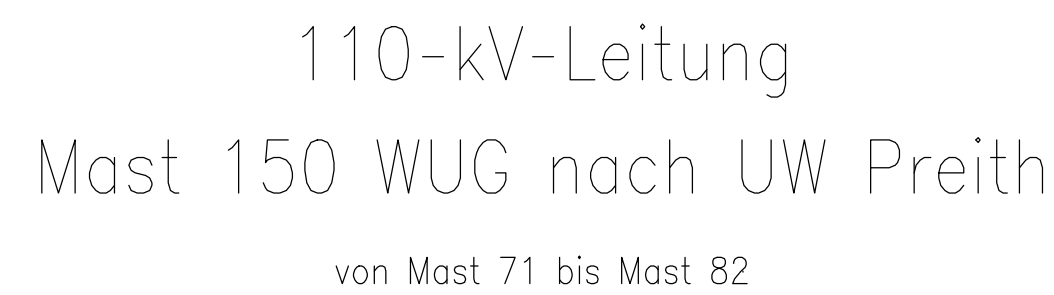 110-kV-Leitung
Mast 150 WUG nach UW Preith
von Mast 71 bis Mast 82